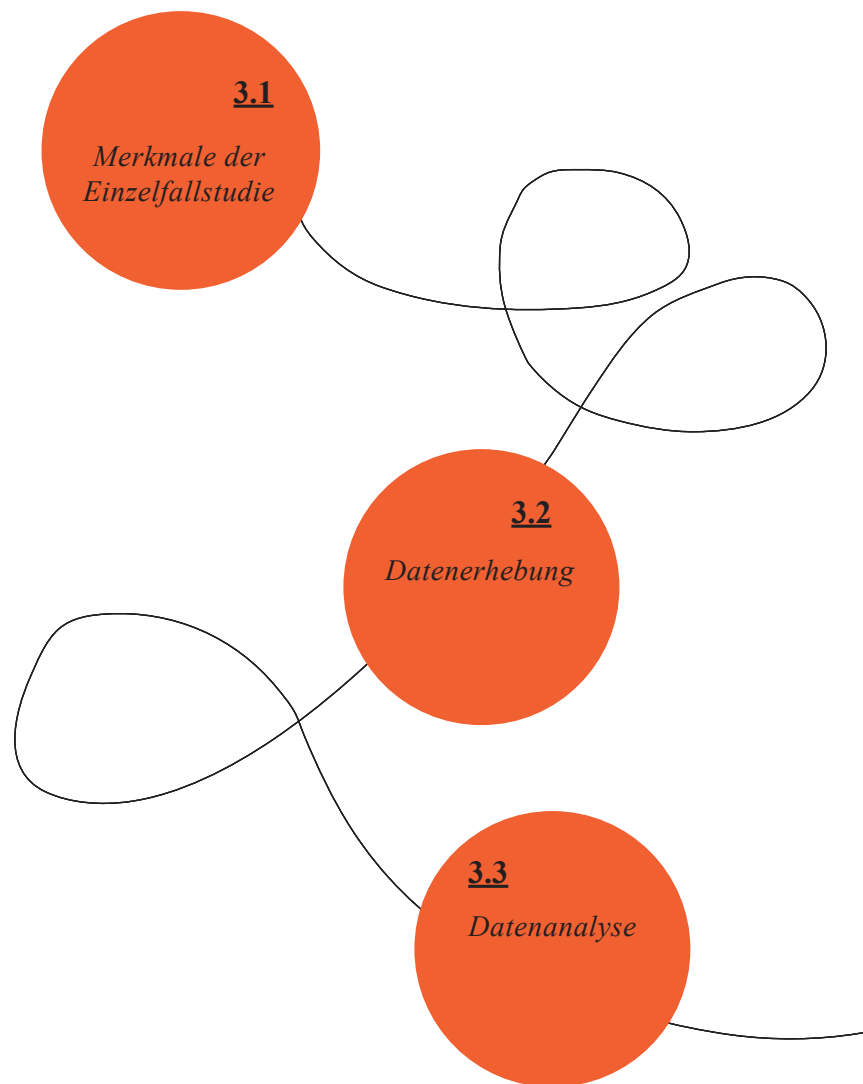 3.1
Merkmale der
Einzelfallstudie
3.2
Datenerhebung
3.3
Datenanalyse